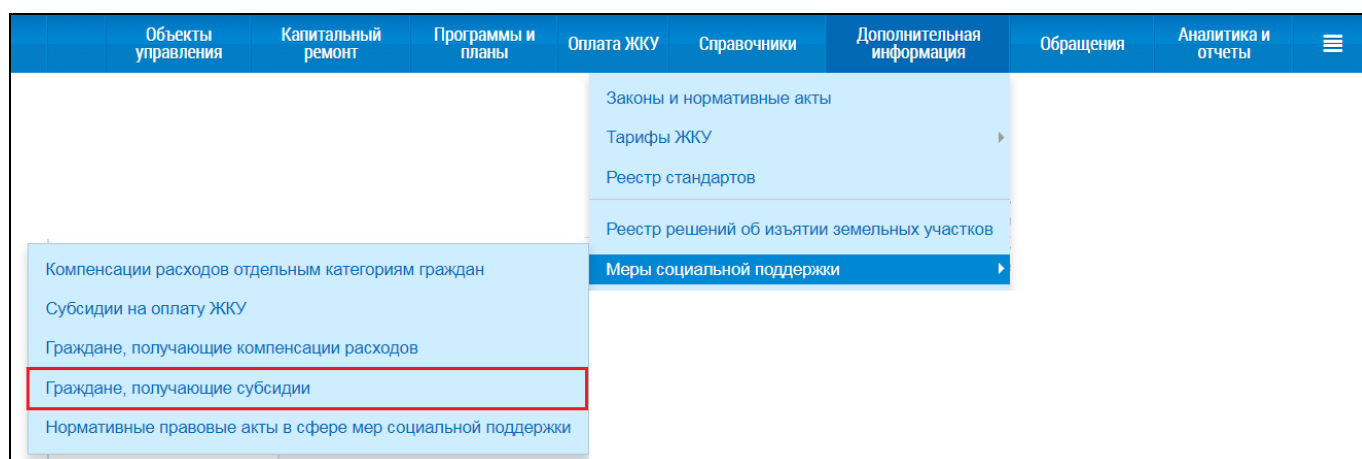 Объекты
управления
Капитальный
ремонт
Программы и
планы
Оплата ЖКУ
Справочники
Дополнительная
информация
Обращения
Аналитика и
отчеты
Законы и нормативные акты
Тарифы ЖКУ
Реестр стандартов
Реестр решений об изъятии земельных участков
Меры социальной поддержки
Компенсации расходов отдельным категориям граждан
Субсидии на оплату ЖКУ
Граждане, получающие компенсации расходов
Граждане, получающие субсидии
Нормативные правовые акты в сфере мер социальной поддержки